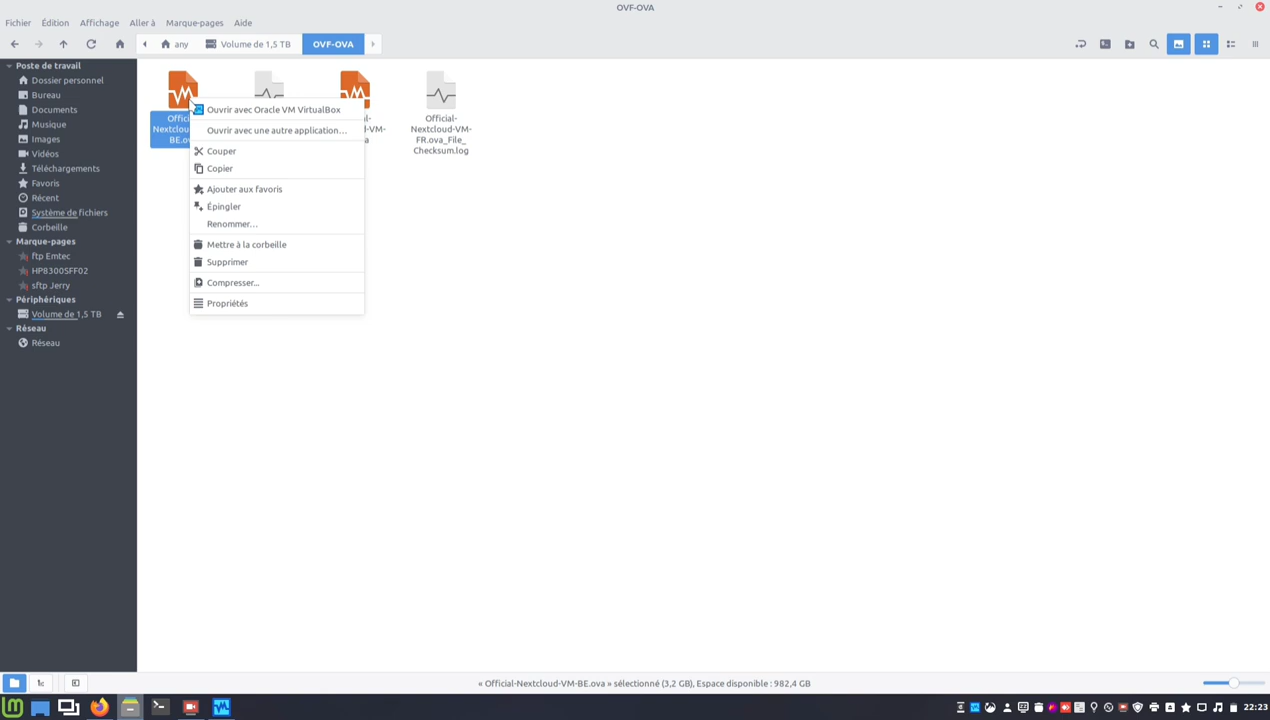 OVF-OVA
Fichier Édition Affichage Aller à Marque-pages Aide
any Volume de 1,5 TB OVF-OVA
Poste de travail
Dossier personnel
Bureau
Documents
Musique
Images
Vidéos
Téléchargements
Favoris
Récent
Système de fichiers
Corbeille
Marque-pages
ftp Emtec
HP8300SFF02
sftp Jerry
Périphériques
Volume de 1,5 TB
Réseau
Réseau
Official-
Nextcloud-VM-
FR.ova_File_
Checksum.log
Ouvrir avec Oracle VM VirtualBox
Ouvrir avec une autre application...
Couper
Copier
Ajouter aux favoris
Épingler
Renommer...
Mettre à la corbeille
Supprimer
Compresser...
Propriétés
« Official-Nextcloud-VM-BE.ova » sélectionné (3,2 GB), Espace disponible : 982,4 GB
22:23